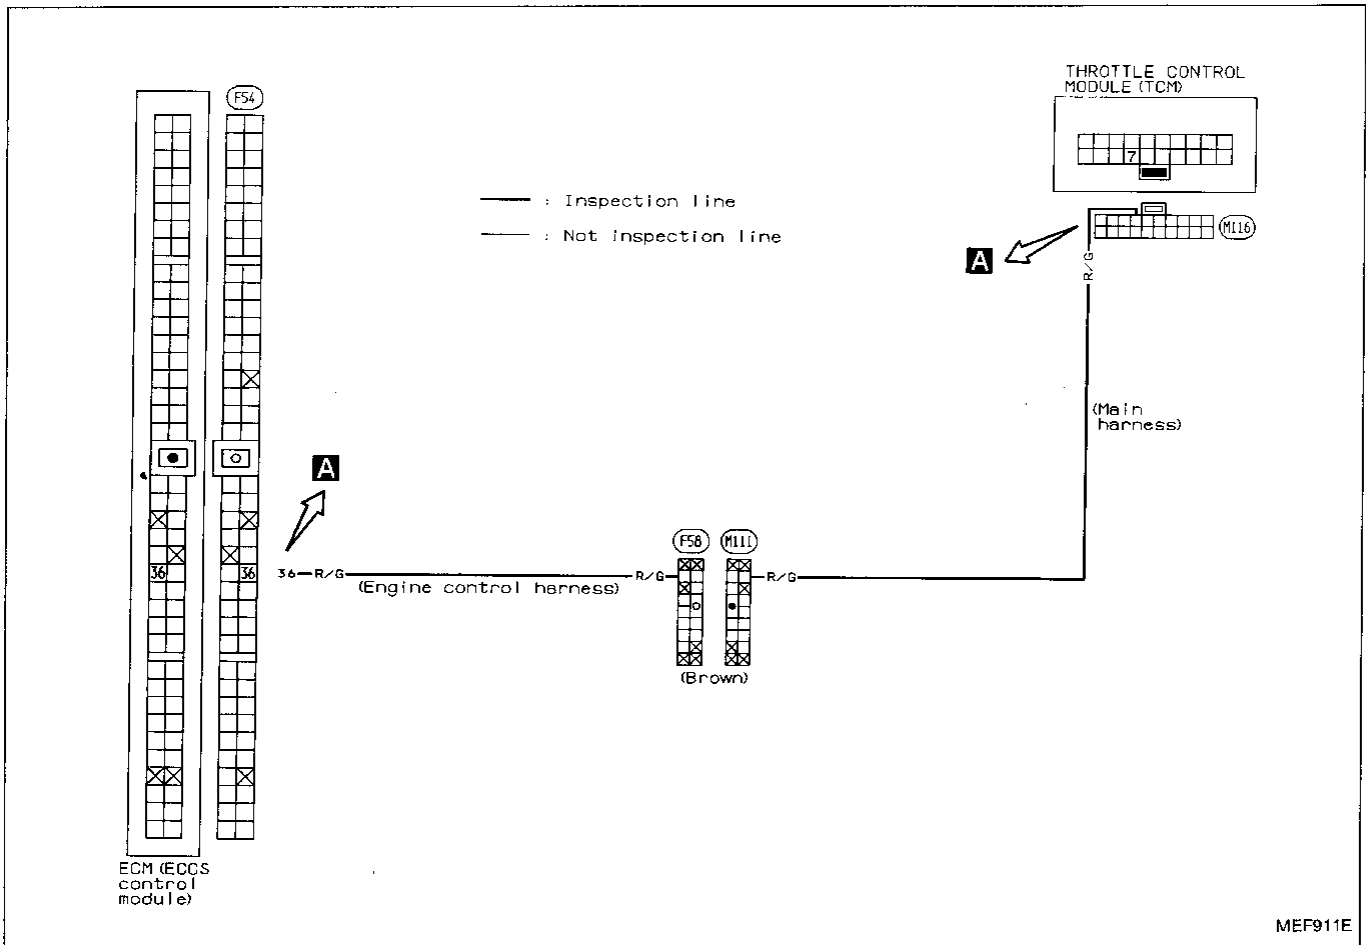 THROTTLE CONTROL
MODULE (TCM)
F54
7
: Inspection line
: Not inspection line
M116
A
R/G
(Main
harness)
A
F58
M111
36
36
36
R/G
R/G
R/G
(Engine control harness)
(Brown)
ECM (ECCS
control
module)
MEF911E